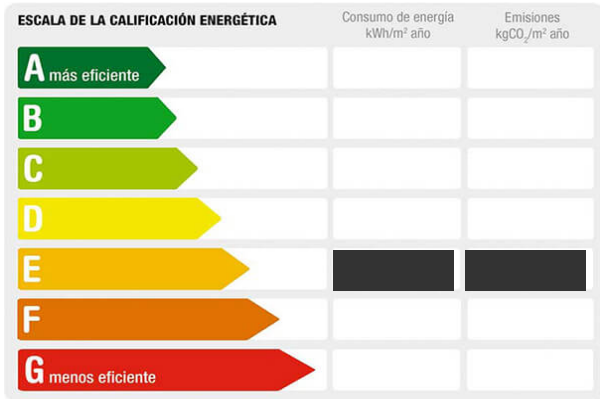 ESCALA DE LA CALIFICACIÓN ENERGÉTICA
Consumo de energía
kWh/m² año
Emisiones
kgCO₂/m² año
A más eficiente
B
C
D
E
F
G menos eficiente